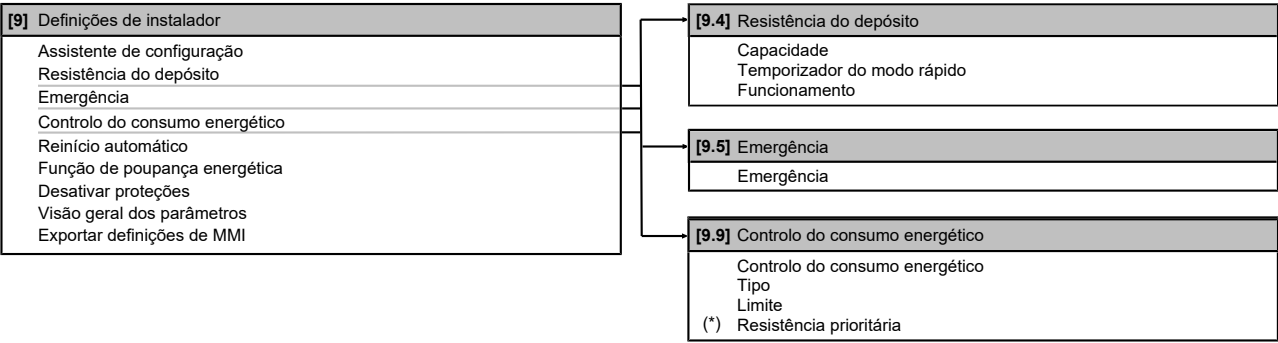 [9] Definições de instalador
Assistente de configuração
Resistência do depósito
Emergência
Controlo do consumo energético
Reinício automático
Função de poupança energética
Desativar proteções
Visão geral dos parâmetros
Exportar definições de MMI
[9.4] Resistência do depósito
Capacidade
Temporizador do modo rápido
Funcionamento
[9.5] Emergência
Emergência
[9.9] Controlo do consumo energético
Controlo do consumo energético
Tipo
Limite
(*) Resistência prioritária